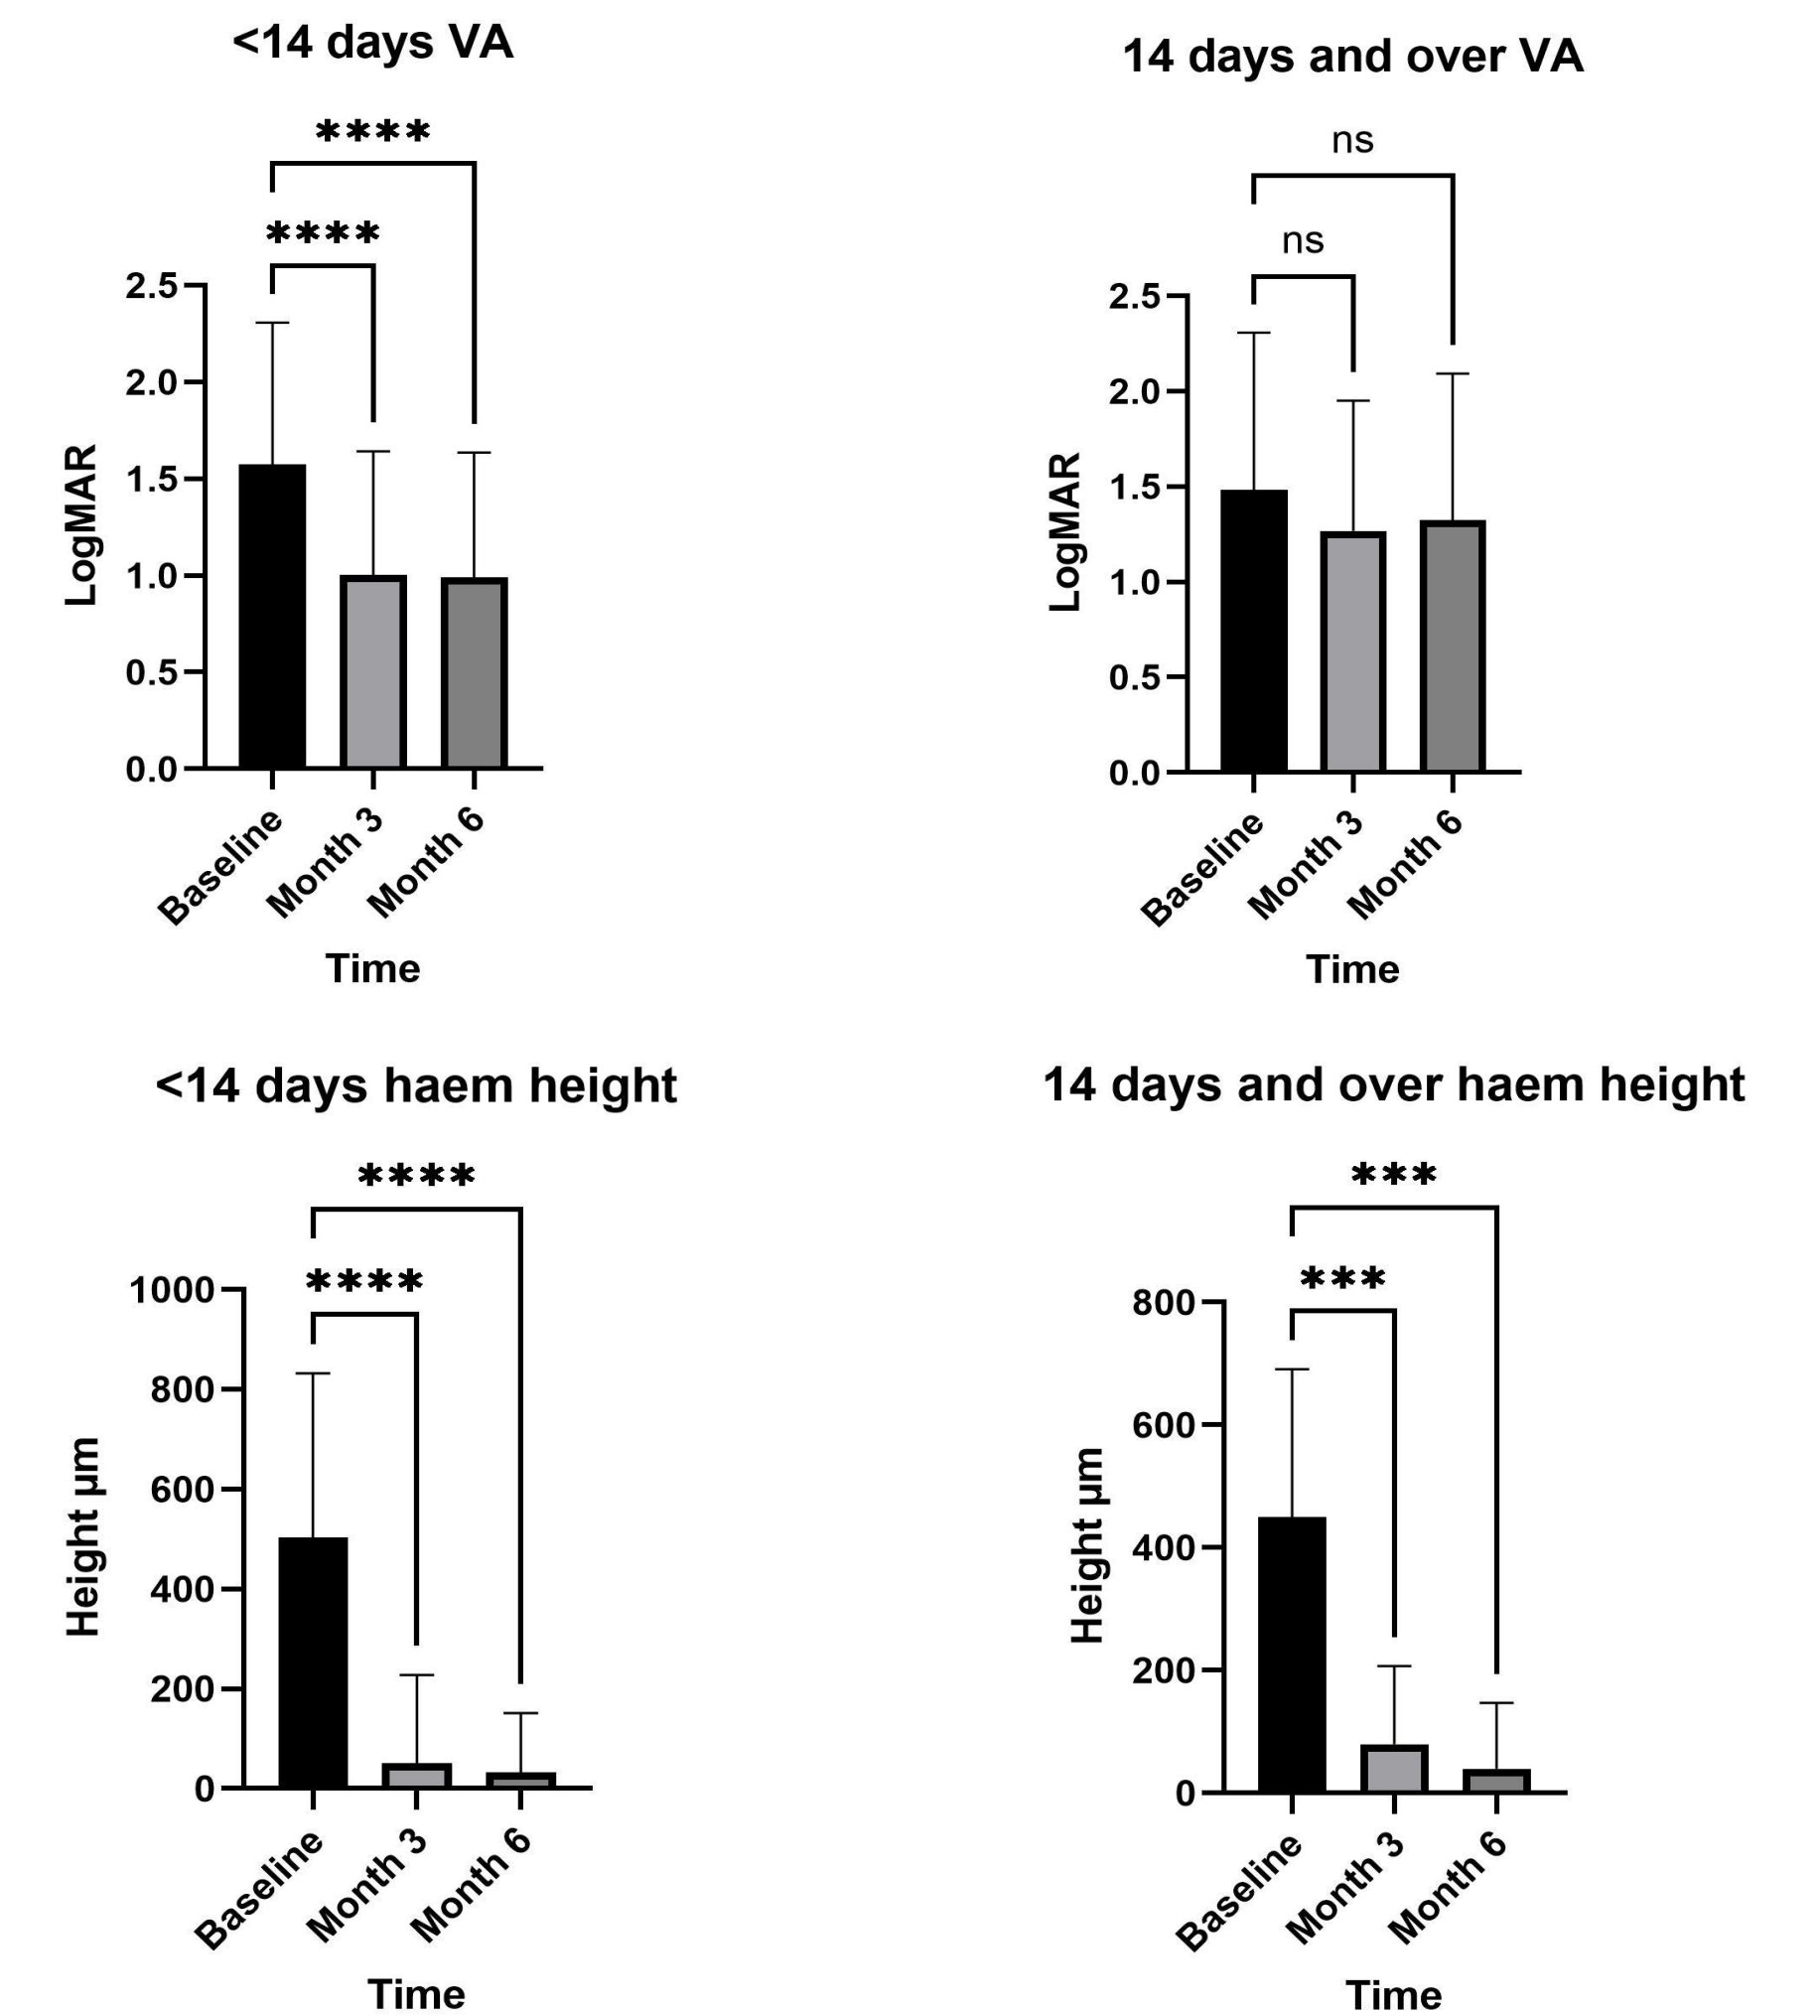 <14 days VA
****
****
2.5
2.0
1.5
1.0
0.5
0.0
LogMAR
Baseline
Month 3
Month 6
Time
14 days and over VA
ns
ns
2.5
2.0
1.5
1.0
0.5
0.0
LogMAR
Baseline
Month 3
Month 6
Time
<14 days haem height
****
****
1000
800
600
400
200
0
Height µm
Baseline
Month 3
Month 6
Time
14 days and over haem height
***
***
800
600
400
200
0
Height µm
Baseline
Month 3
Month 6
Time